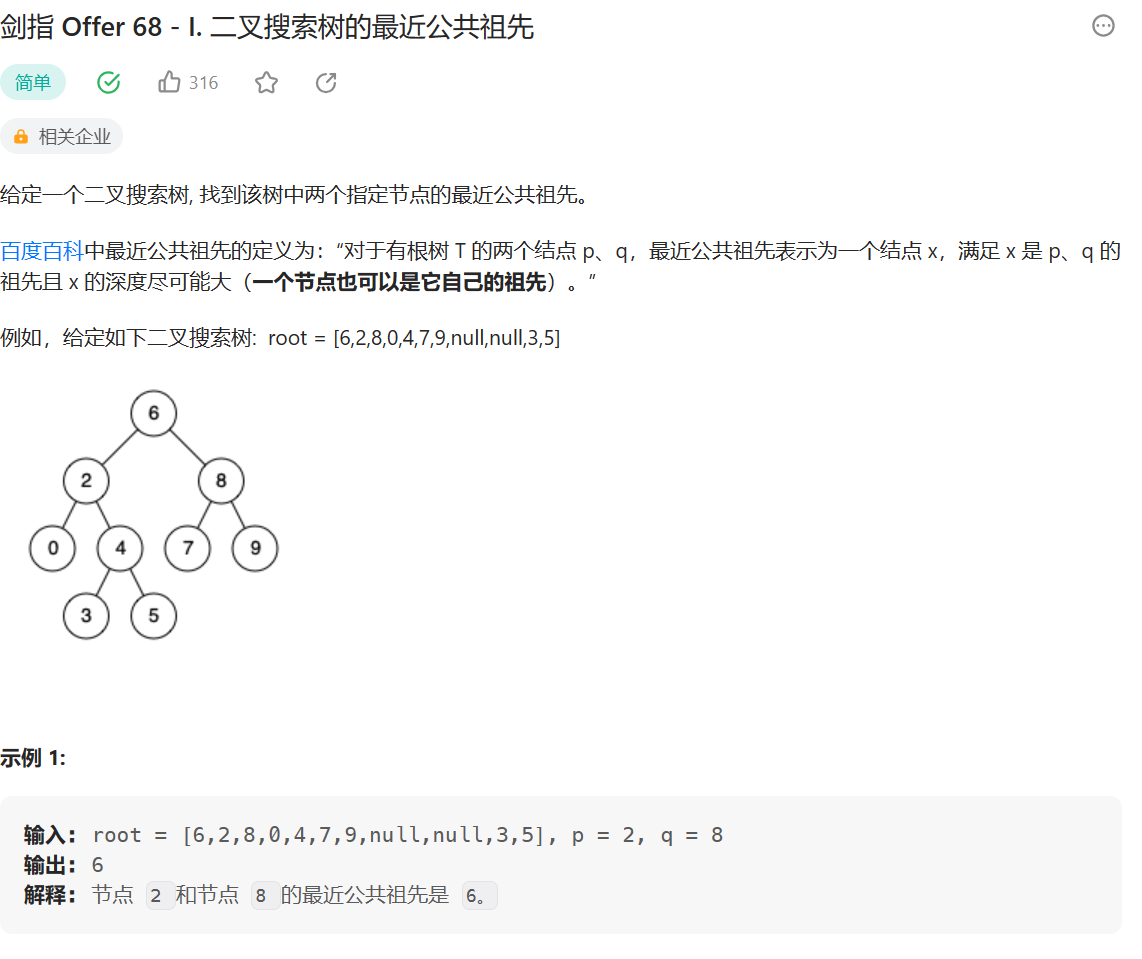 剑指 Offer 68 - I. 二叉搜索树的最近公共祖先
简单
316
相关企业
给定一个二叉搜索树, 找到该树中两个指定节点的最近公共祖先。
百度百科中最近公共祖先的定义为：“对于有根树 T 的两个结点 p、q，最近公共祖先表示为一个结点 x，满足 x 是 p、q 的
祖先且 x 的深度尽可能大（一个节点也可以是它自己的祖先）。”
例如，给定如下二叉搜索树:  root = [6,2,8,0,4,7,9,null,null,3,5]
6
2 8
0 4 7 9
3 5
示例 1:
输入: root = [6,2,8,0,4,7,9,null,null,3,5], p = 2, q = 8
输出: 6
解释: 节点 2 和节点 8 的最近公共祖先是 6。